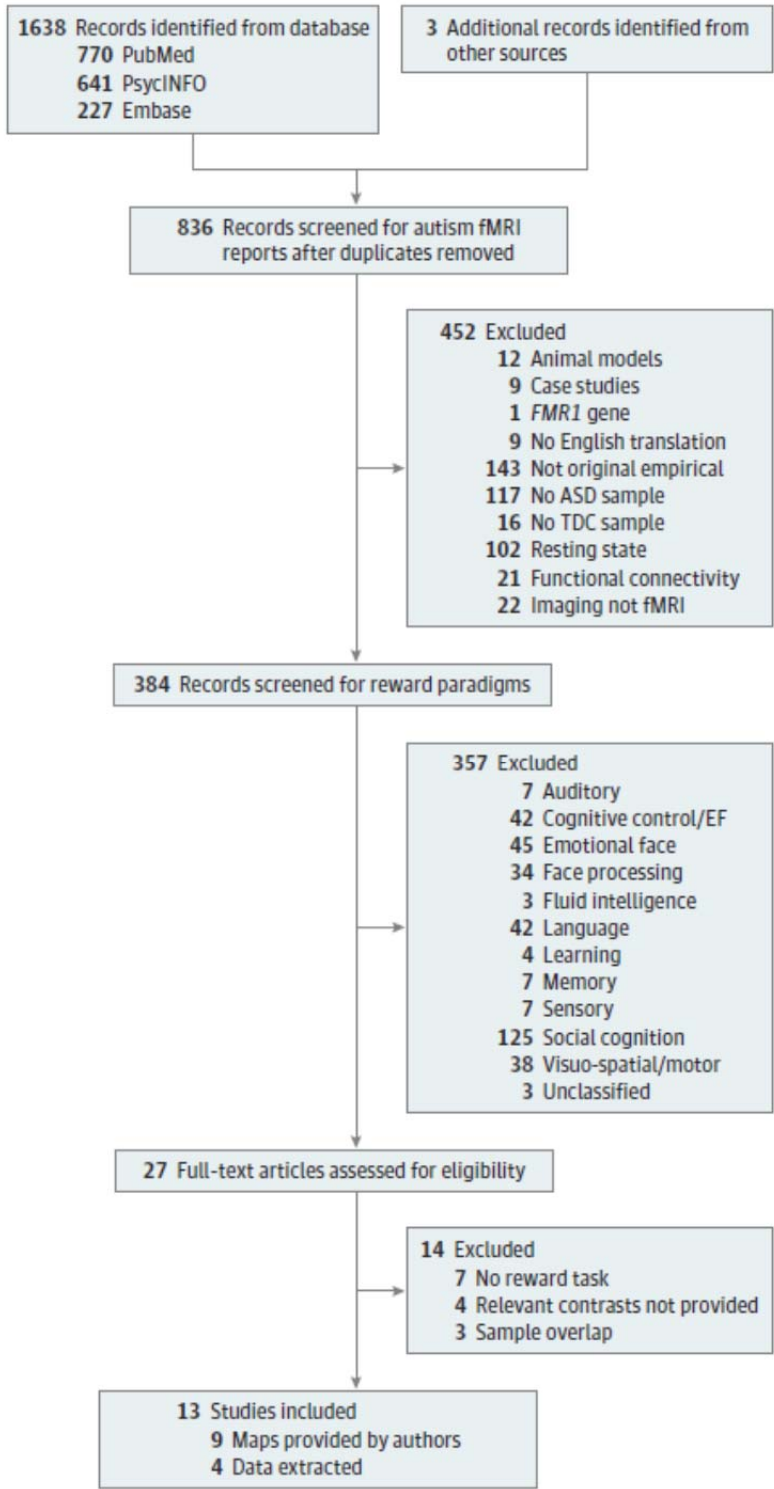 1638 Records identified from database
770 PubMed
641 PsycINFO
227 Embase
3 Additional records identified from
other sources
836 Records screened for autism fMRI
reports after duplicates removed
452 Excluded
12 Animal models
9 Case studies
1 FMR1 gene
9 No English translation
143 Not original empirical
117 No ASD sample
16 No TDC sample
102 Resting state
21 Functional connectivity
22 Imaging not fMRI
384 Records screened for reward paradigms
357 Excluded
7 Auditory
42 Cognitive control/EF
45 Emotional face
34 Face processing
3 Fluid intelligence
42 Language
4 Learning
7 Memory
7 Sensory
125 Social cognition
38 Visuo-spatial/motor
3 Unclassified
27 Full-text articles assessed for eligibility
14 Excluded
7 No reward task
4 Relevant contrasts not provided
3 Sample overlap
13 Studies included
9 Maps provided by authors
4 Data extracted